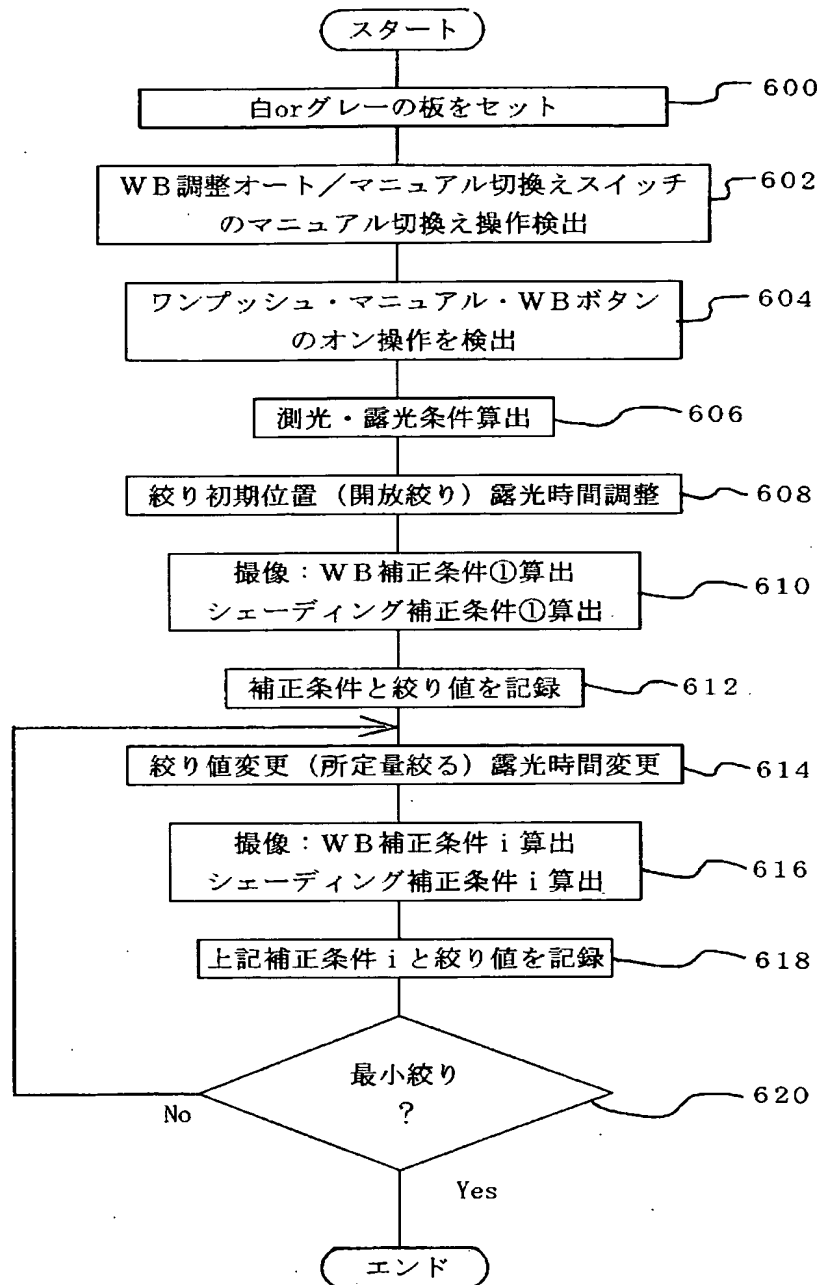 スタート
白orグレーの板をセット
600
WB調整オート／マニュアル切換えスイッチ
のマニュアル切換え操作検出
602
ワンプッシュ・マニュアル・WBボタン
のオン操作を検出
604
測光・露光条件算出
606
絞り初期位置（開放絞り）露光時間調整
608
撮像：WB補正条件①算出
シェーディング補正条件①算出
610
補正条件と絞り値を記録
612
絞り値変更（所定量絞る）露光時間変更
614
撮像：WB補正条件ｉ算出
シェーディング補正条件ｉ算出
616
上記補正条件ｉと絞り値を記録
618
最小絞り
？
620
No
Yes
エンド